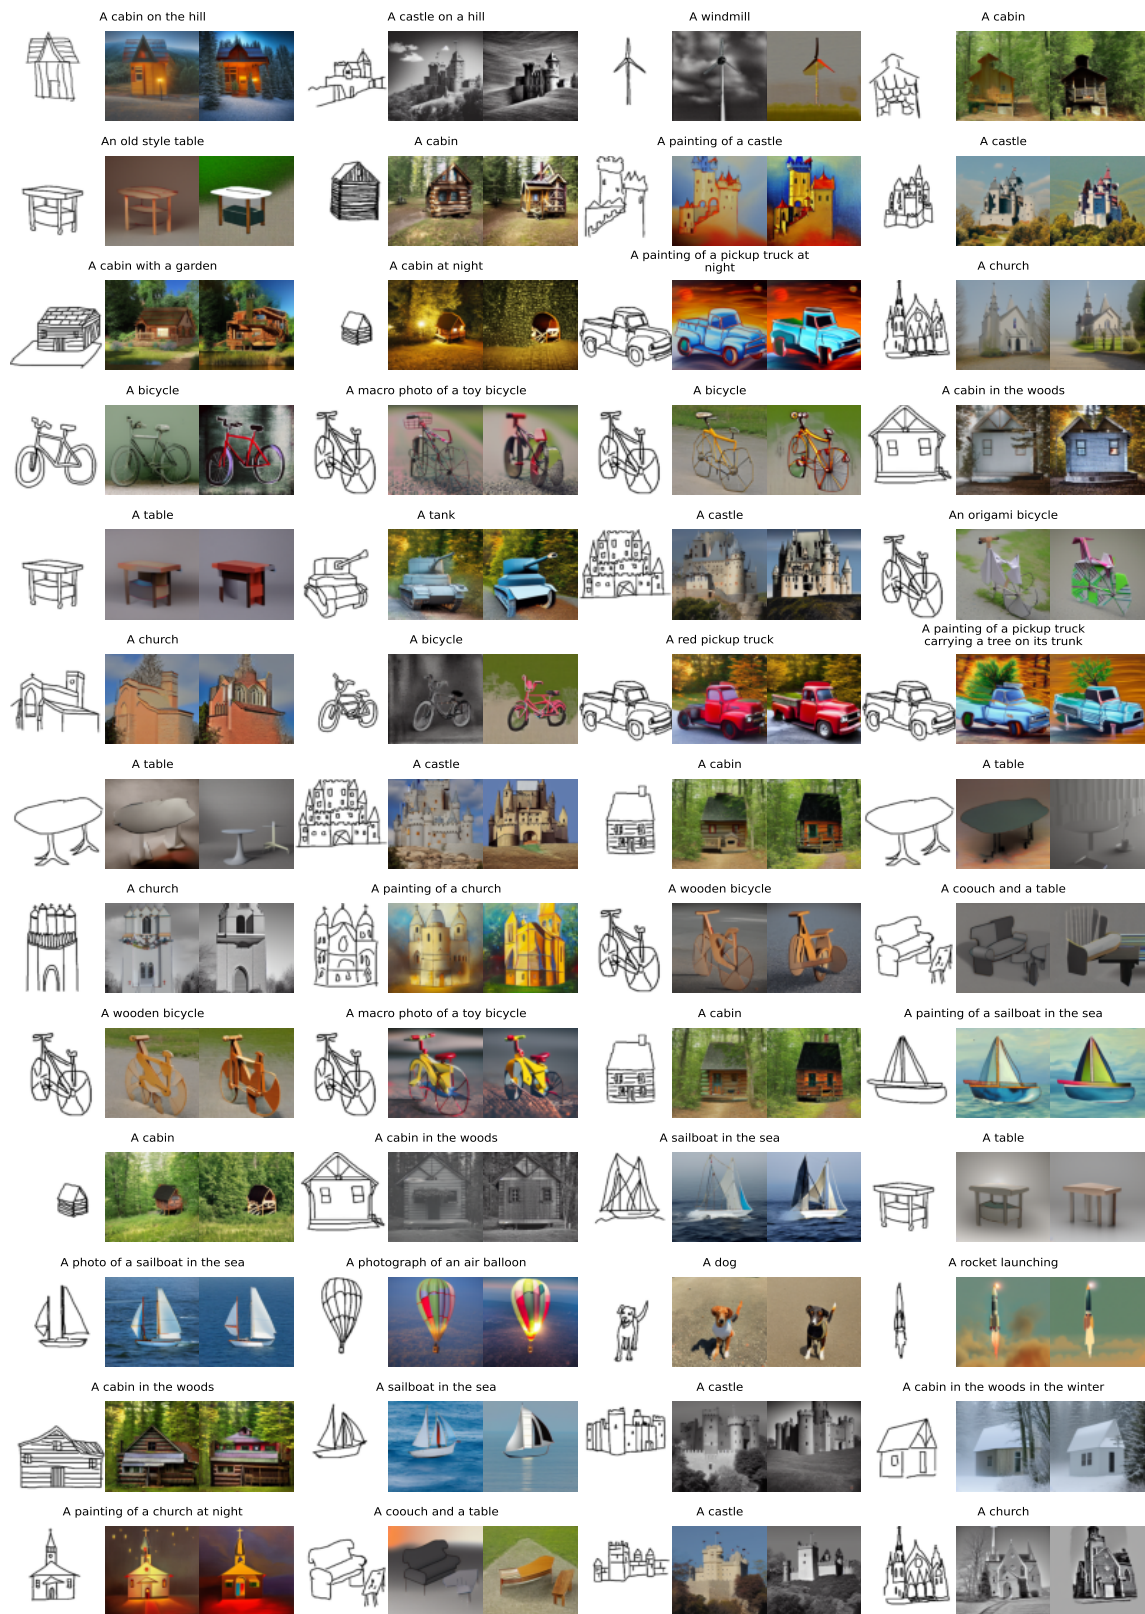 A cabin on the hill
A castle on a hill
A windmill
A cabin
An old style table
A cabin
A painting of a castle
A castle
A cabin with a garden
A cabin at night
A painting of a pickup truck at
night
A church
A bicycle
A macro photo of a toy bicycle
A bicycle
A cabin in the woods
A table
A tank
A castle
An origami bicycle
A church
A bicycle
A red pickup truck
A painting of a pickup truck
carrying a tree on its trunk
A table
A castle
A cabin
A table
A church
A painting of a church
A wooden bicycle
A coouch and a table
A wooden bicycle
A macro photo of a toy bicycle
A cabin
A painting of a sailboat in the sea
A cabin
A cabin in the woods
A sailboat in the sea
A table
A photo of a sailboat in the sea
A photograph of an air balloon
A dog
A rocket launching
A cabin in the woods
A sailboat in the sea
A castle
A cabin in the woods in the winter
A painting of a church at night
A coouch and a table
A castle
A church